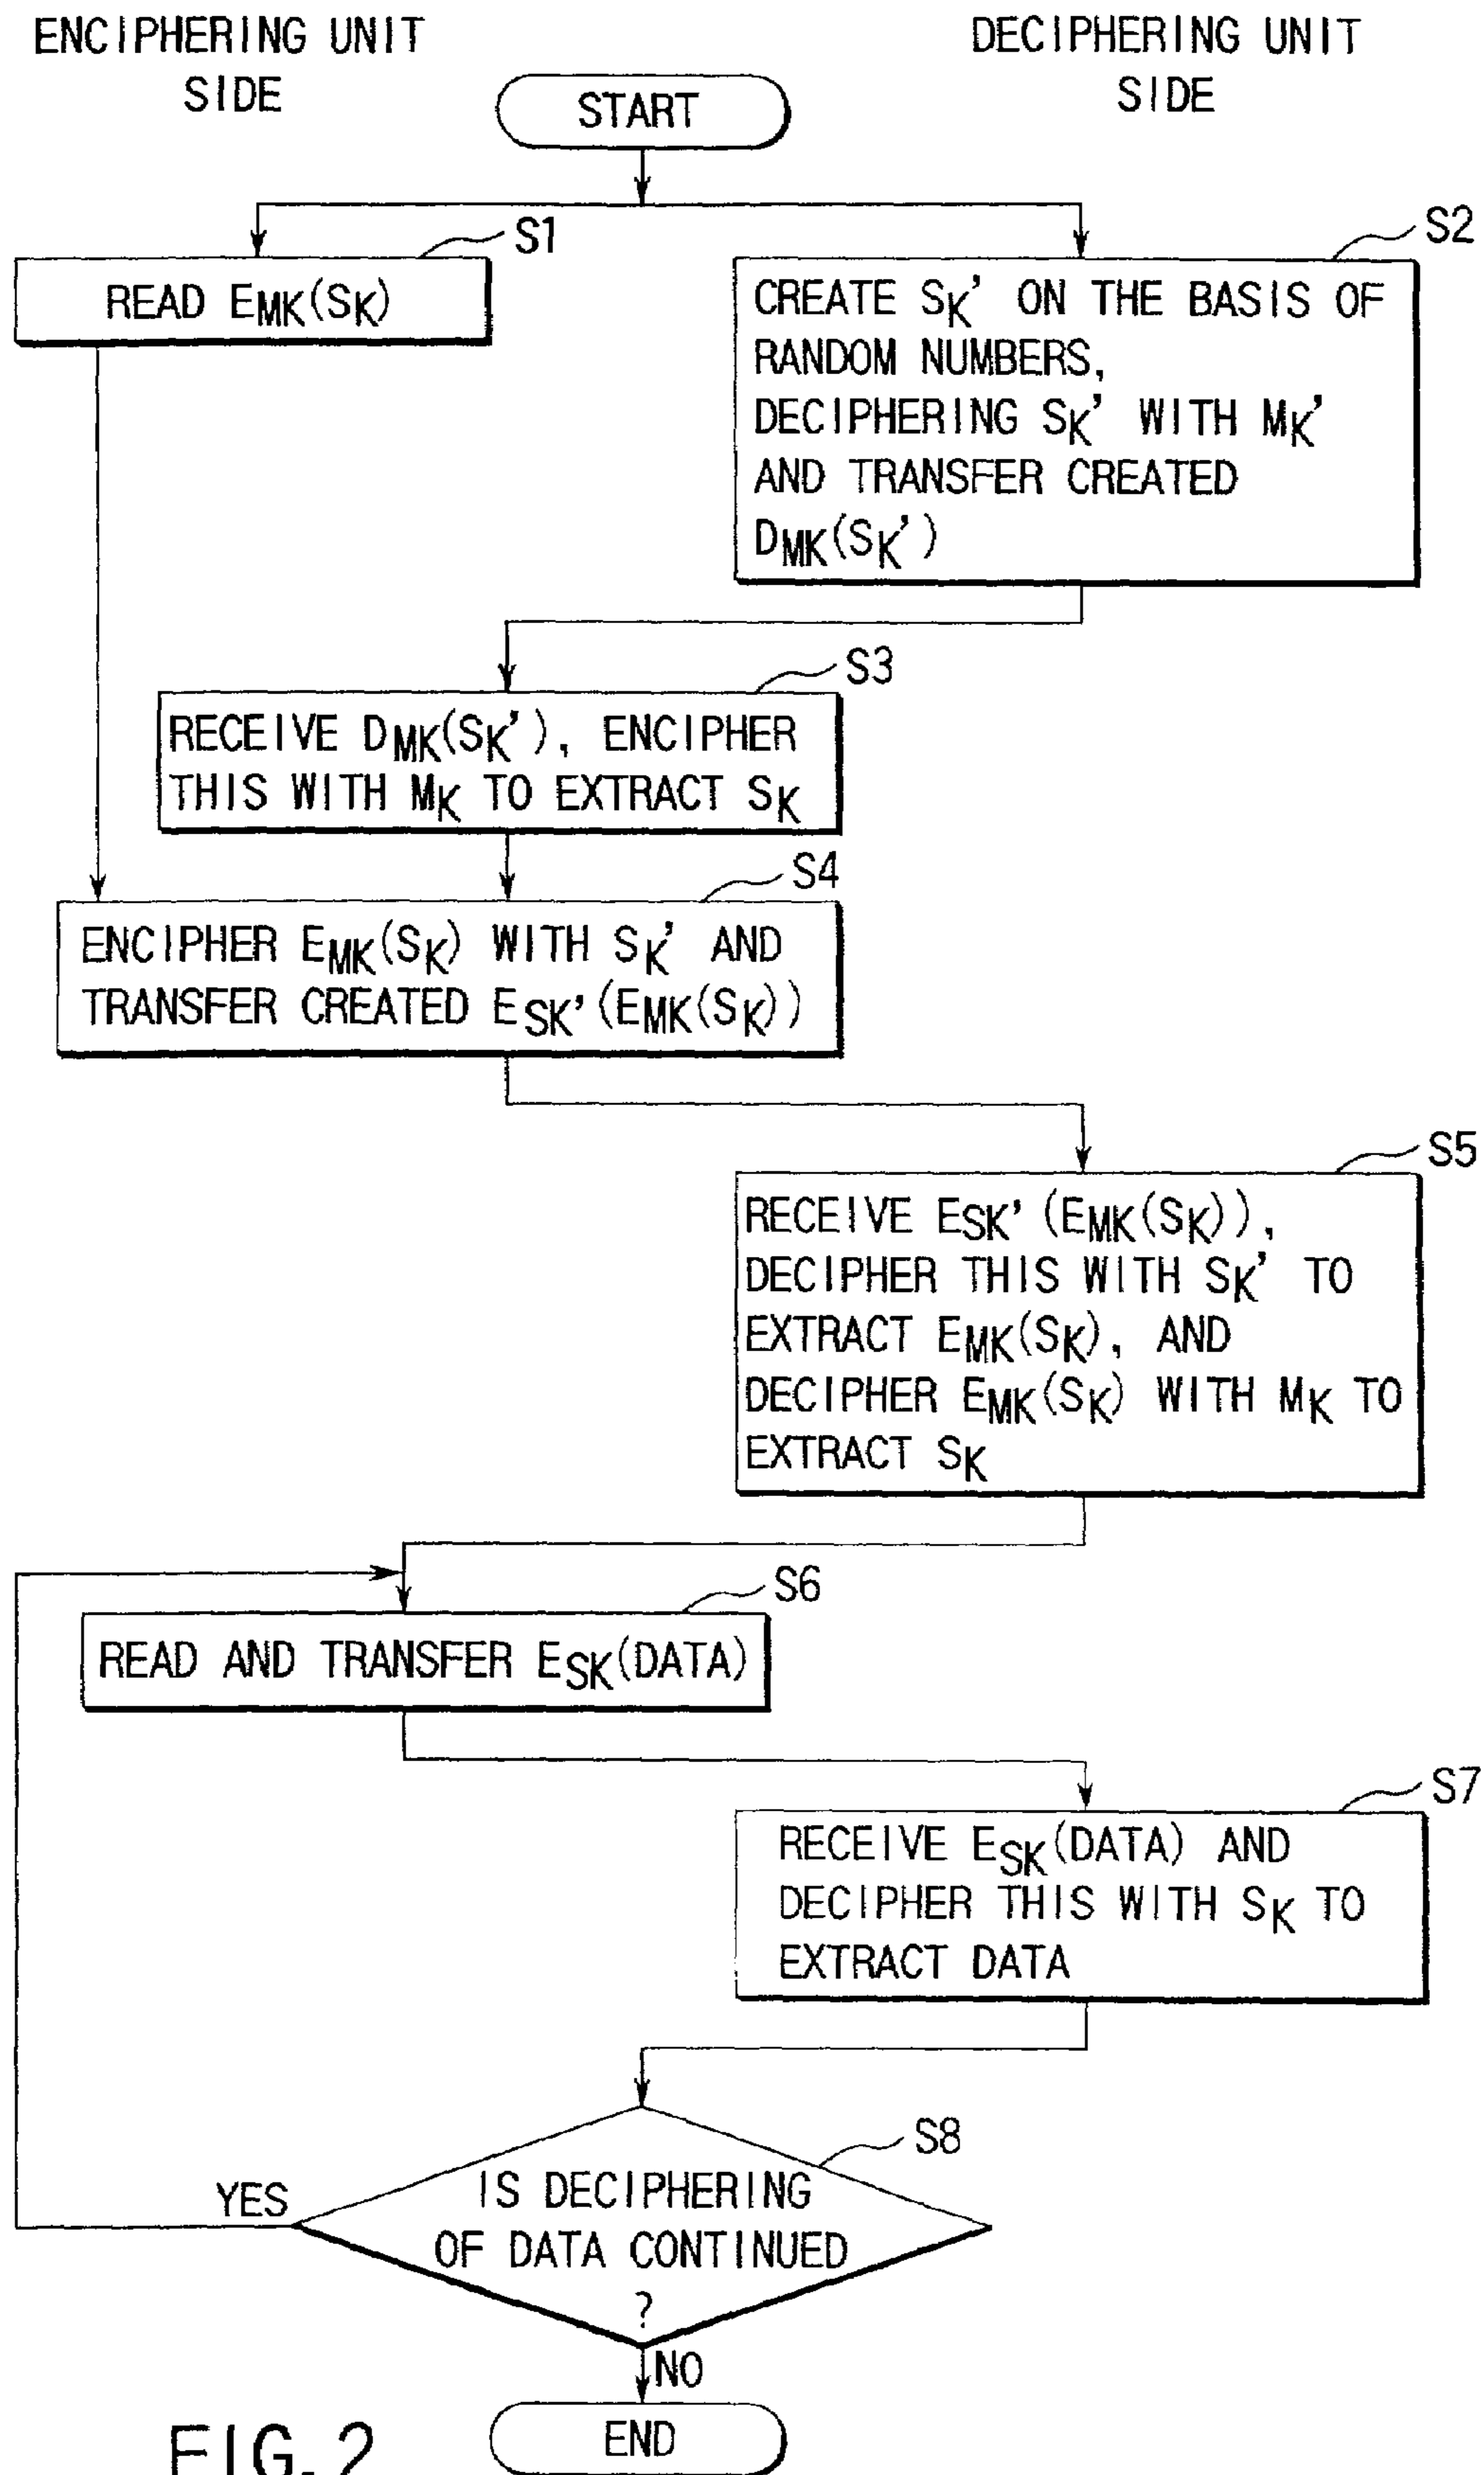 ENCIPHERING UNIT
SIDE
DECIPHERING UNIT
SIDE
START
S1
READ EMK(SK)
S2
CREATE SK' ON THE BASIS OF
RANDOM NUMBERS,
DECIPHERING SK' WITH MK'
AND TRANSFER CREATED
DMK(SK')
S3
RECEIVE DMK(SK'), ENCIPHER
THIS WITH MK TO EXTRACT SK
S4
ENCIPHER EMK(SK) WITH SK' AND
TRANSFER CREATED ESK'(EMK(SK))
S5
RECEIVE ESK'(EMK(SK)),
DECIPHER THIS WITH SK' TO
EXTRACT EMK(SK), AND
DECIPHER EMK(SK) WITH MK TO
EXTRACT SK
S6
READ AND TRANSFER ESK(DATA)
S7
RECEIVE ESK(DATA) AND
DECIPHER THIS WITH SK TO
EXTRACT DATA
S8
IS DECIPHERING
OF DATA CONTINUED
?
YES
NO
END
FIG. 2